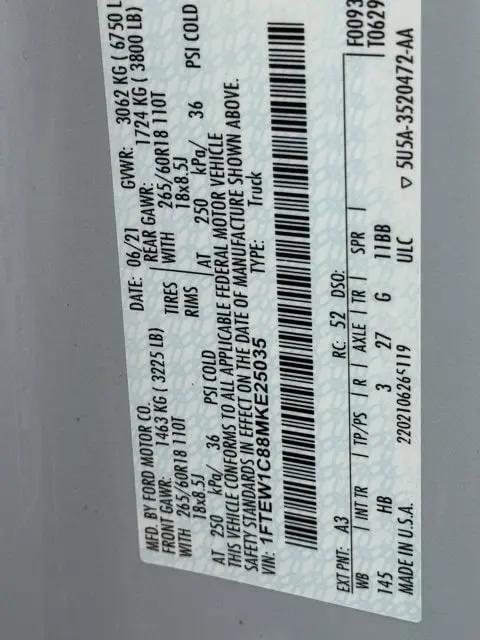 MFD. BY FORD MOTOR CO. DATE: 06/21 GVWR: 3062 KG ( 6750 L
FRONT GAWR: 1463 KG ( 3225 LB) REAR GAWR: 1724 KG ( 3800 LB)
WITH 265/60R18 110T TIRES WITH 265/60R18 110T
18x8.5J RIMS 18x8.5J
AT 250 kPa/ 36 PSI COLD AT 250 kPa/ 36 PSI COLD
THIS VEHICLE CONFORMS TO ALL APPLICABLE FEDERAL MOTOR VEHICLE
SAFETY STANDARDS IN EFFECT ON THE DATE OF MANUFACTURE SHOWN ABOVE.
VIN: 1FTEW1C88MKE25035 TYPE: Truck
F0093
T0629
EXT PNT: A3 RC: 52 DSO:
WB | INT TR | TP/PS | R | AXLE | TR | SPR |
145 HB 3 27 G 11BB
MADE IN U.S.A. 220210626119 ULC ▽ 5U5A-3520472-AA